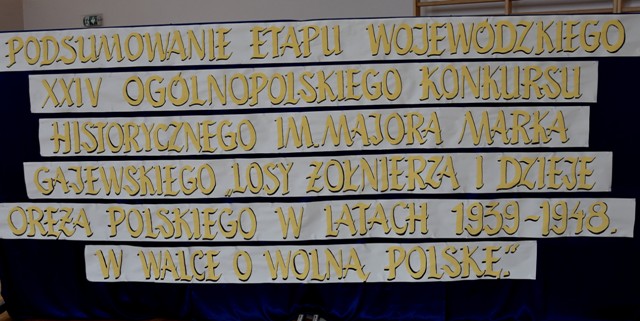 PODSUMOWANIE ETAPU WOJEWÓDZKIEGO
XXIV OGÓLNOPOLSKIEGO KONKURSU
HISTORYCZNEGO IM. MAJORA MARKA
GAJEWSKIEGO „LOSY ŻOŁNIERZA I DZIEJE
ORĘŻA POLSKIEGO W LATACH 1939-1948.
W WALCE O WOLNĄ POLSKĘ."